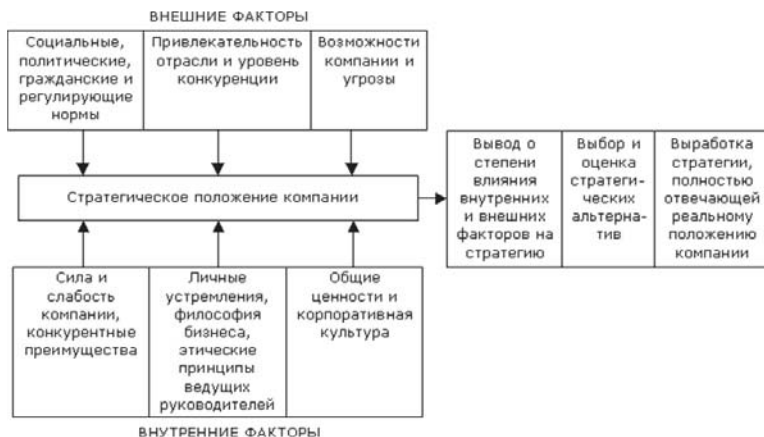 ВНЕШНИЕ ФАКТОРЫ
Социальные,
политические,
гражданские и
регулирующие
нормы
Привлекательность
отрасли и уровень
конкуренции
Возможности
компании и
угрозы
Стратегическое положение компании
Вывод о
степени
влияния
внутренних
и внешних
факторов на
стратегию
Выбор и
оценка
стратеги-
ческих
альтерна-
тив
Выработка
стратегии,
полностью
отвечающей
реальному
положению
компании
Сила и
слабость
компании,
конкурентные
преимущества
Личные
устремления,
философия
бизнеса,
этические
принципы
ведущих
руководителей
Общие
ценности и
корпоративная
культура
ВНУТРЕННИЕ ФАКТОРЫ